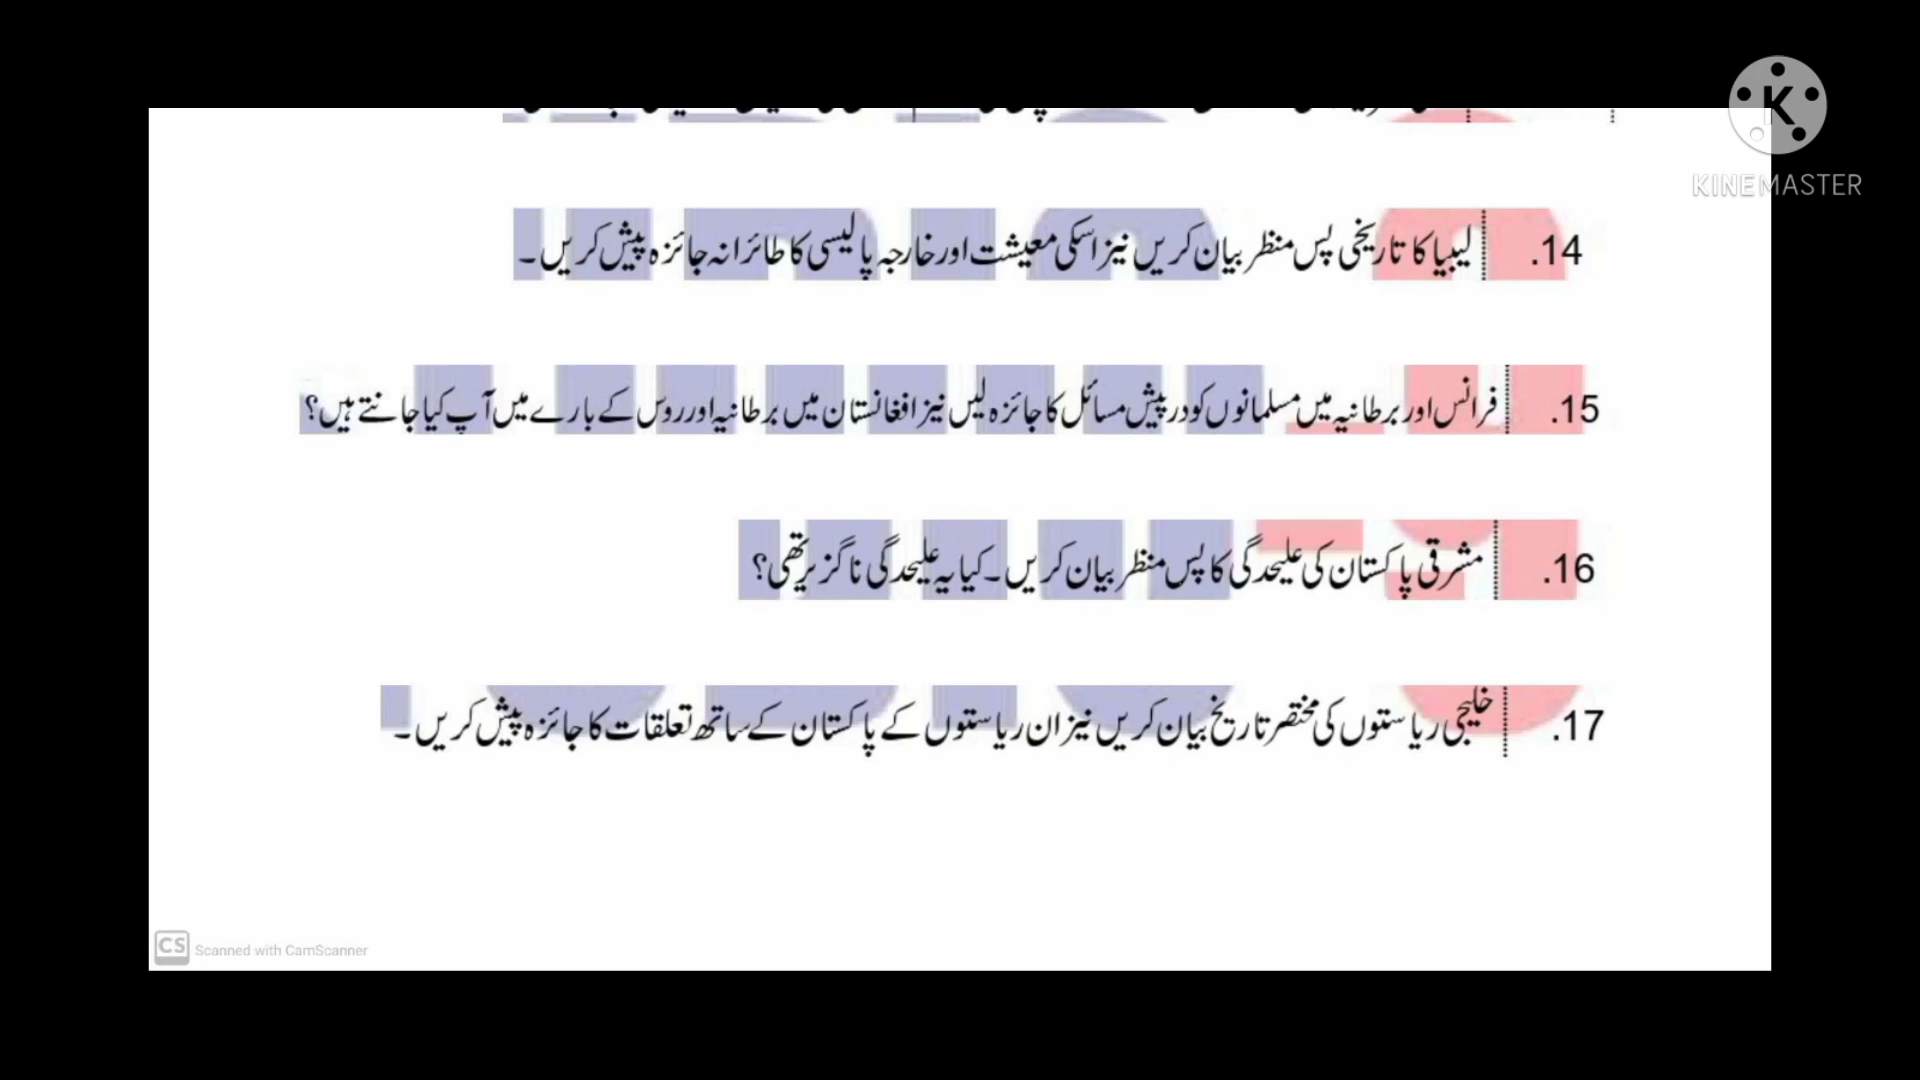 KINEMASTER
14. لیبیا کا تاریخی پس منظر بیان کریں نیز اسکی معیشت اور خارجہ پالیسی کا طائرانہ جائزہ پیش کریں۔
15. فرانس اور برطانیہ میں مسلمانوں کو درپیش مسائل کا جائزہ لیں نیز افغانستان میں برطانیہ اور روس کے بارے میں آپ کیا جانتے ہیں؟
16. مشرقی پاکستان کی علیحدگی کا پس منظر بیان کریں۔ کیا یہ علیحدگی ناگزیر تھی؟
17. خلیجی ریاستوں کی مختصر تاریخ بیان کریں نیز ان ریاستوں کے پاکستان کے ساتھ تعلقات کا جائزہ پیش کریں۔
CS Scanned with CamScanner